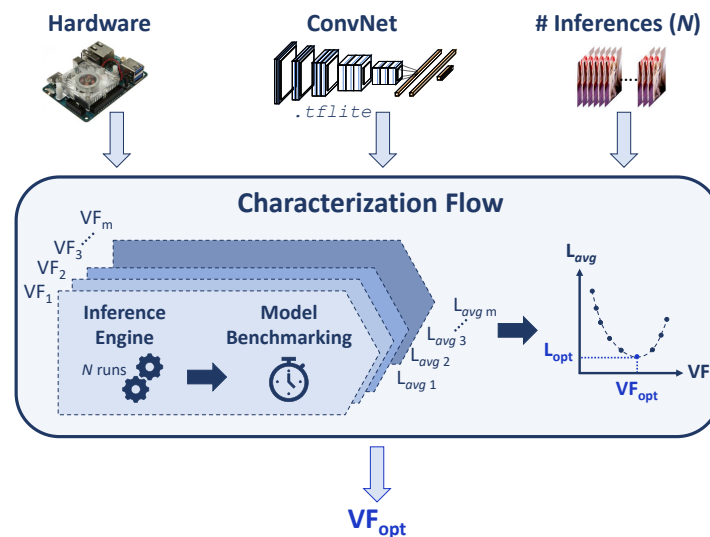 Hardware
ConvNet
# Inferences (N)
.tflite
Characterization Flow
VFm
VF3
VF2
VF1
Inference
Engine
N runs
Model
Benchmarking
Lavg m
Lavg 3
Lavg 2
Lavg 1
Lavg
Lopt
VF
VFopt
VFopt